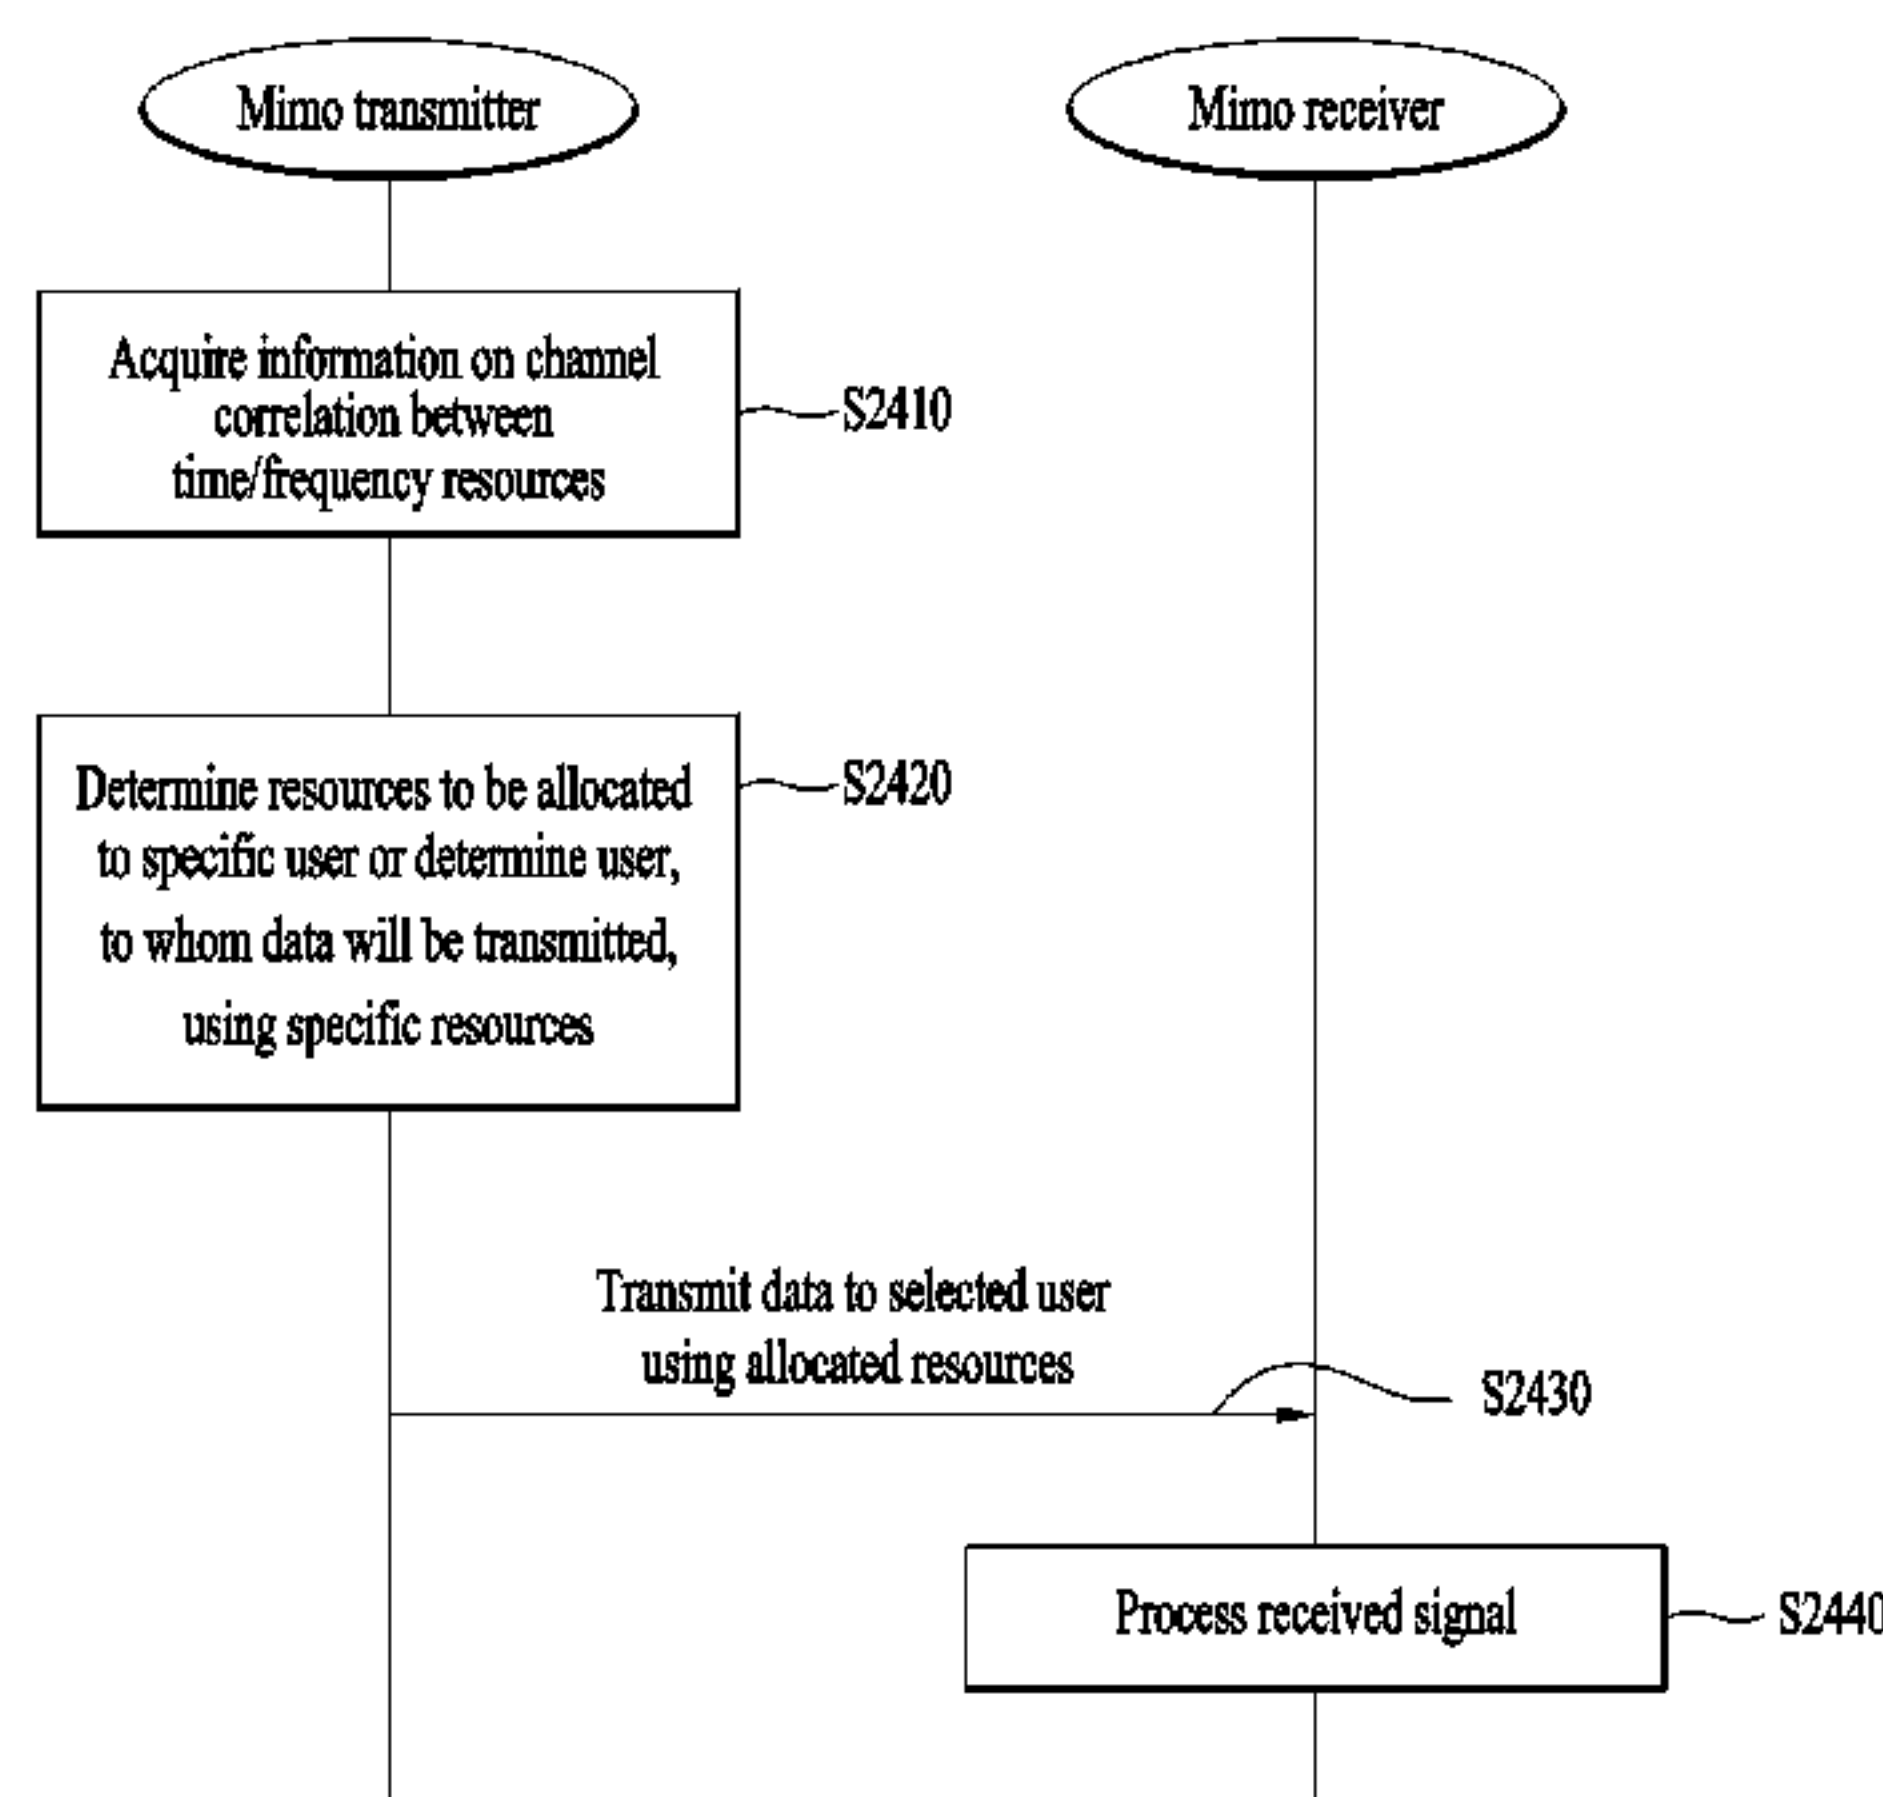 Mimo transmitter
Mimo receiver
Acquire information on channel
correlation between
time/frequency resources
S2410
Determine resources to be allocated
to specific user or determine user,
to whom data will be transmitted,
using specific resources
S2420
Transmit data to selected user
using allocated resources
S2430
Process received signal
S2440